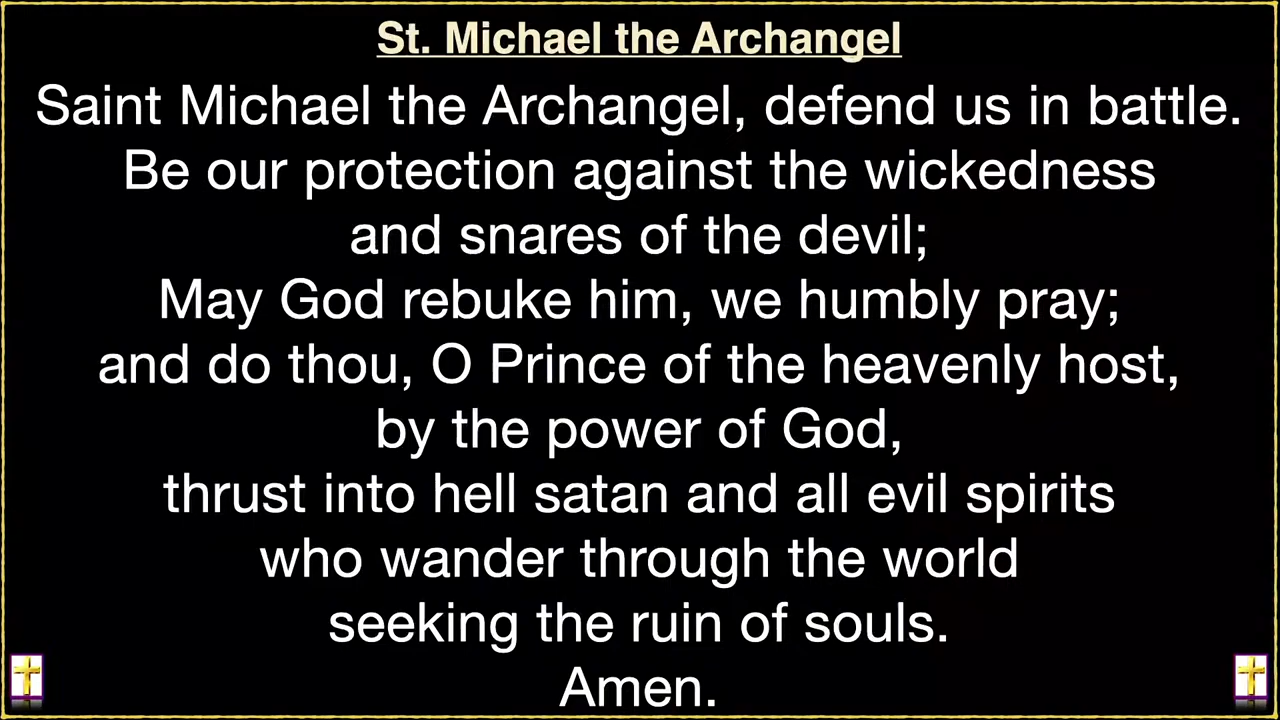 St. Michael the Archangel
Saint Michael the Archangel, defend us in battle.
Be our protection against the wickedness
and snares of the devil;
May God rebuke him, we humbly pray;
and do thou, O Prince of the heavenly host,
by the power of God,
thrust into hell satan and all evil spirits
who wander through the world
seeking the ruin of souls.
Amen.